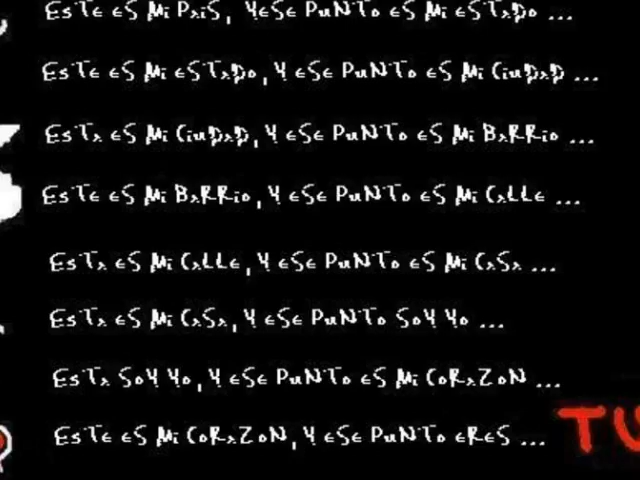 ESTE ES MI PAIS, Y ESE PUNTO ES MI ESTADO ...
ESTE ES MI ESTADO, Y ESE PUNTO ES MI CIUDAD ...
ESTA ES MI CIUDAD, Y ESE PUNTO ES MI BARRIO ...
ESTE ES MI BARRIO, Y ESE PUNTO ES MI CALLE ...
ESTA ES MI CALLE, Y ESE PUNTO ES MI CASA ...
ESTA ES MI CASA, Y ESE PUNTO SOY YO ...
ESTA SOY YO, Y ESE PUNTO ES MI CORAZON ...
ESTE ES MI CORAZON, Y ESE PUNTO ERES ... TU